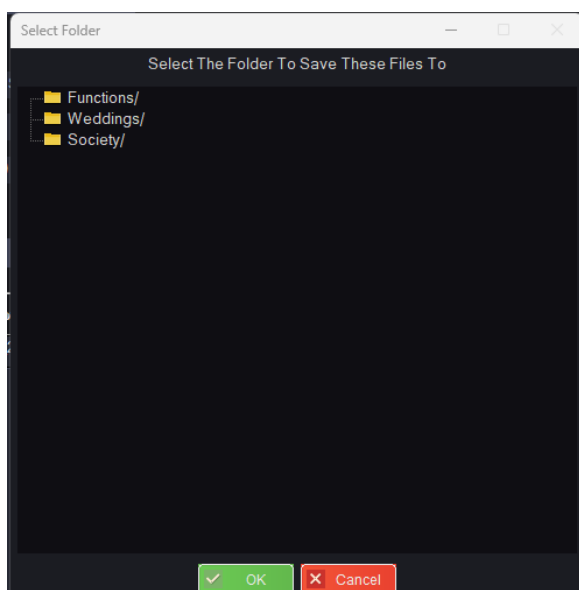 Select Folder
Select The Folder To Save These Files To
Functions/
Weddings/
Society/
OK
Cancel